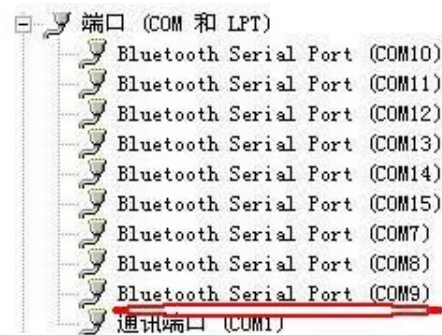 端口 (COM 和 LPT)
Bluetooth Serial Port (COM10)
Bluetooth Serial Port (COM11)
Bluetooth Serial Port (COM12)
Bluetooth Serial Port (COM13)
Bluetooth Serial Port (COM14)
Bluetooth Serial Port (COM15)
Bluetooth Serial Port (COM7)
Bluetooth Serial Port (COM8)
Bluetooth Serial Port (COM9)
通讯端口 (COM1)